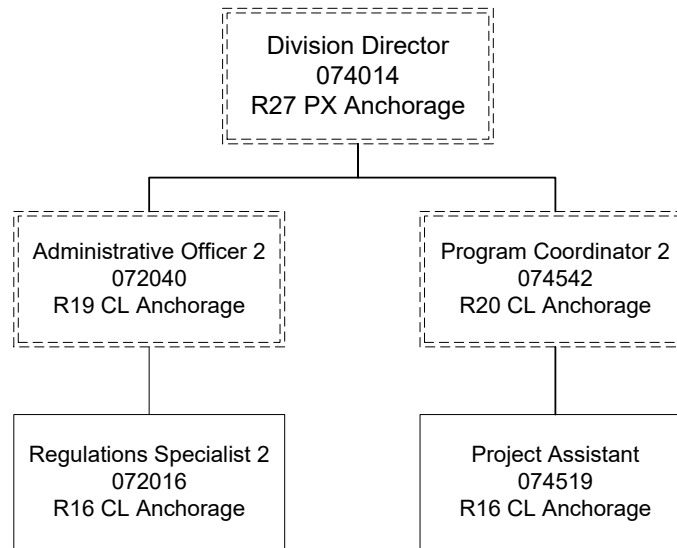 Division Director
074014
R27 PX Anchorage
Administrative Officer 2
072040
R19 CL Anchorage
Program Coordinator 2
074542
R20 CL Anchorage
Regulations Specialist 2
072016
R16 CL Anchorage
Project Assistant
074519
R16 CL Anchorage